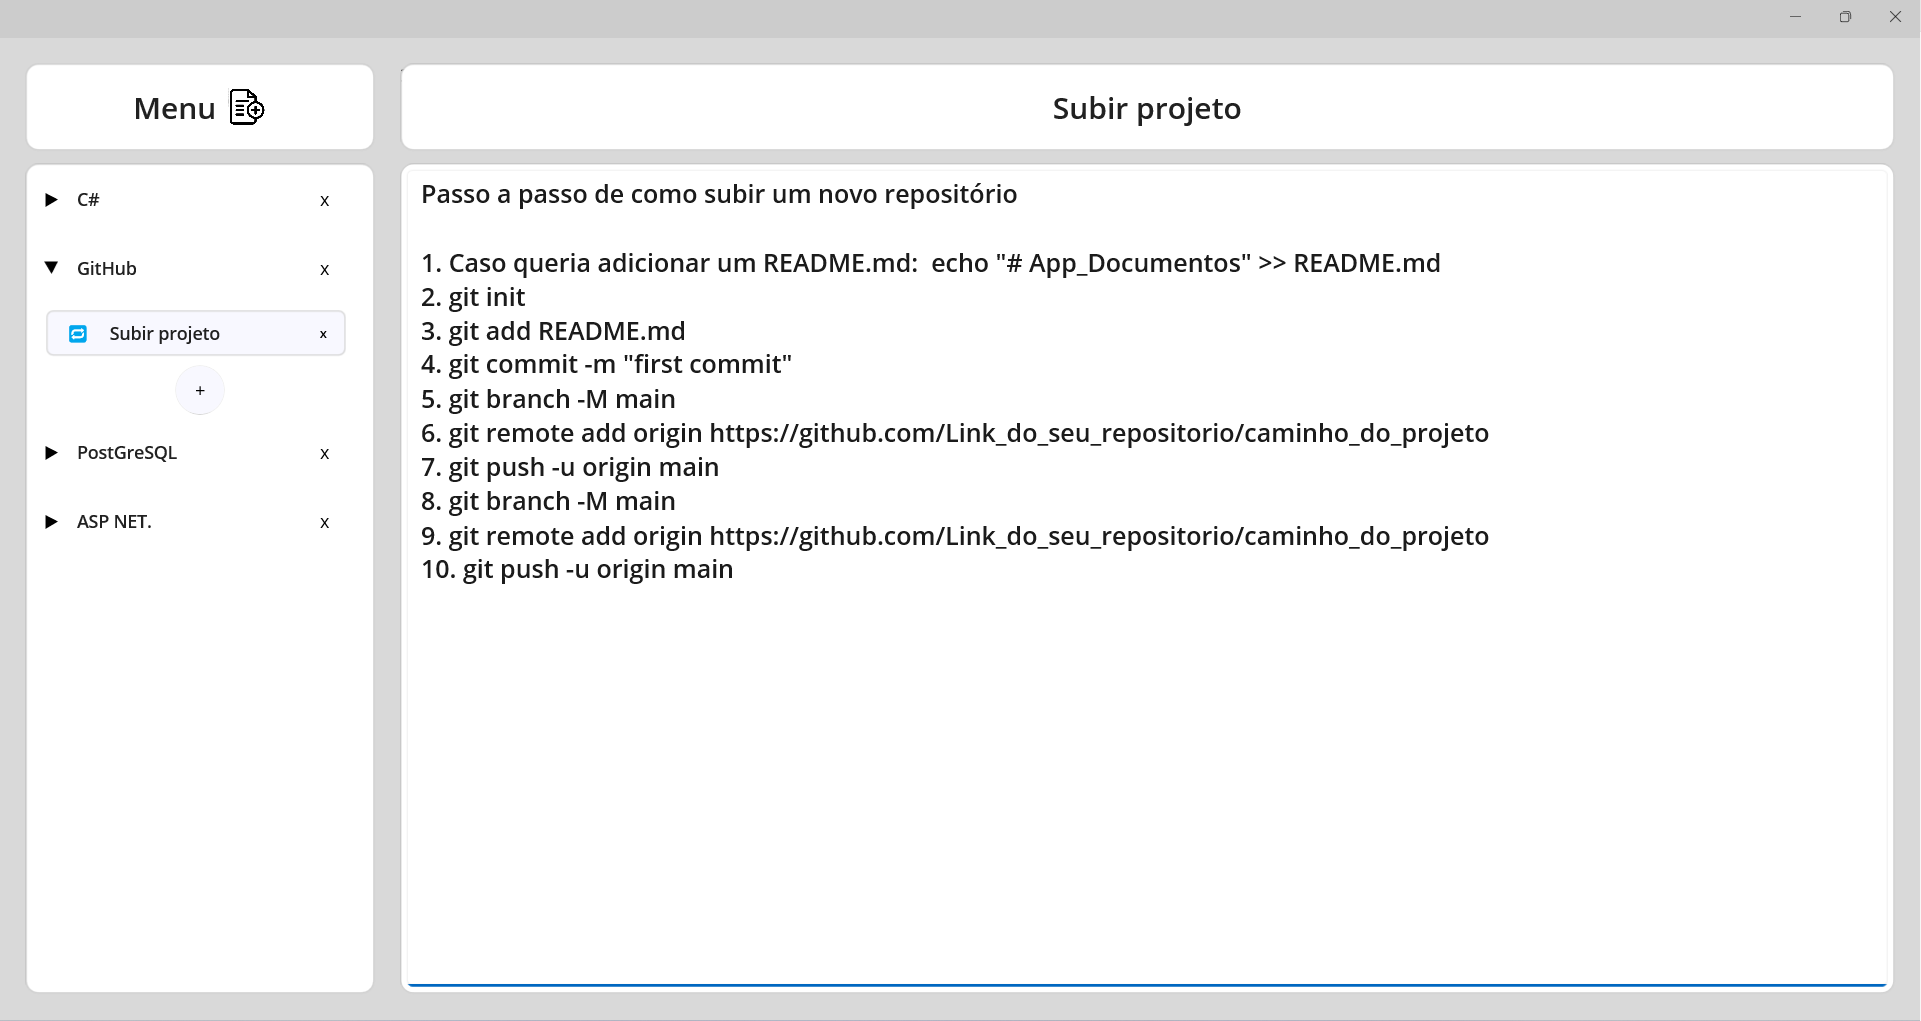 Menu
Subir projeto
C# x
GitHub x
Subir projeto x
+
PostGreSQL x
ASP NET. x
Passo a passo de como subir um novo repositório
1. Caso queria adicionar um README.md:  echo "# App_Documentos" >> README.md
2. git init
3. git add README.md
4. git commit -m "first commit"
5. git branch -M main
6. git remote add origin https://github.com/Link_do_seu_repositorio/caminho_do_projeto
7. git push -u origin main
8. git branch -M main
9. git remote add origin https://github.com/Link_do_seu_repositorio/caminho_do_projeto
10. git push -u origin main